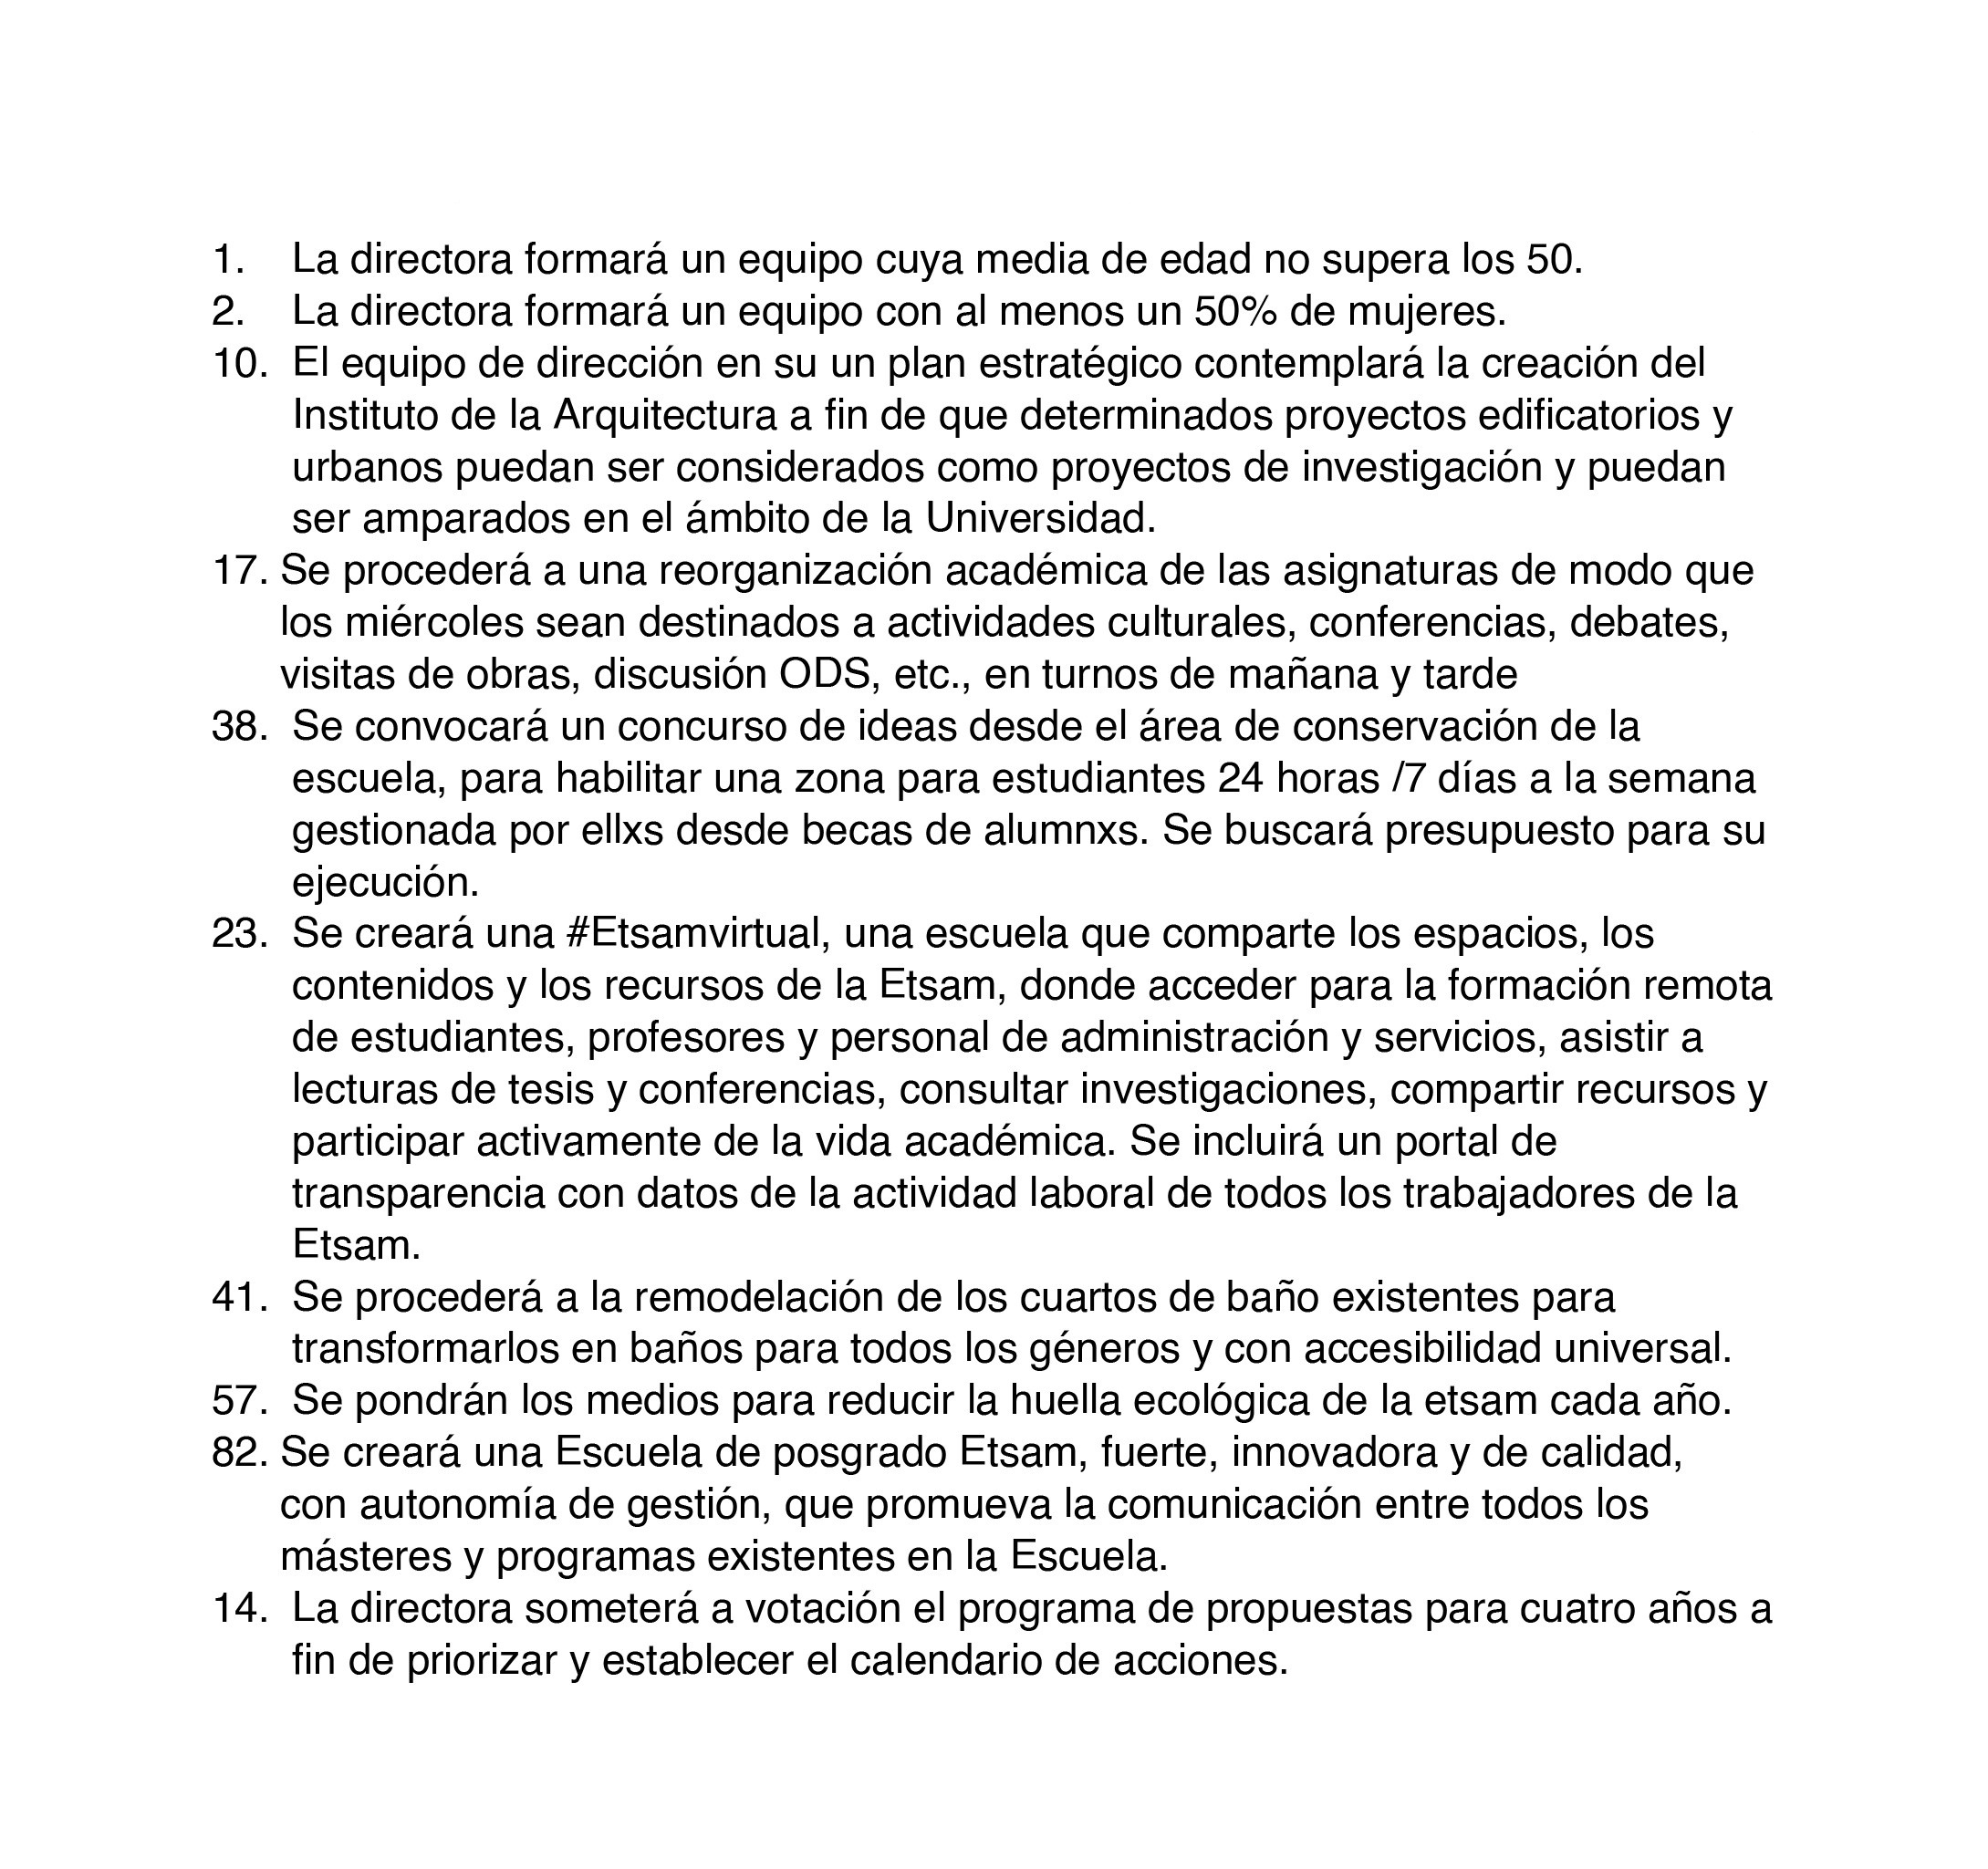 1. La directora formará un equipo cuya media de edad no supera los 50.
2. La directora formará un equipo con al menos un 50% de mujeres.
10. El equipo de dirección en su un plan estratégico contemplará la creación del
Instituto de la Arquitectura a fin de que determinados proyectos edificatorios y
urbanos puedan ser considerados como proyectos de investigación y puedan
ser amparados en el ámbito de la Universidad.
17. Se procederá a una reorganización académica de las asignaturas de modo que
los miércoles sean destinados a actividades culturales, conferencias, debates,
visitas de obras, discusión ODS, etc., en turnos de mañana y tarde
38. Se convocará un concurso de ideas desde el área de conservación de la
escuela, para habilitar una zona para estudiantes 24 horas /7 días a la semana
gestionada por ellxs desde becas de alumnxs. Se buscará presupuesto para su
ejecución.
23. Se creará una #Etsamvirtual, una escuela que comparte los espacios, los
contenidos y los recursos de la Etsam, donde acceder para la formación remota
de estudiantes, profesores y personal de administración y servicios, asistir a
lecturas de tesis y conferencias, consultar investigaciones, compartir recursos y
participar activamente de la vida académica. Se incluirá un portal de
transparencia con datos de la actividad laboral de todos los trabajadores de la
Etsam.
41. Se procederá a la remodelación de los cuartos de baño existentes para
transformarlos en baños para todos los géneros y con accesibilidad universal.
57. Se pondrán los medios para reducir la huella ecológica de la etsam cada año.
82. Se creará una Escuela de posgrado Etsam, fuerte, innovadora y de calidad,
con autonomía de gestión, que promueva la comunicación entre todos los
másteres y programas existentes en la Escuela.
14. La directora someterá a votación el programa de propuestas para cuatro años a
fin de priorizar y establecer el calendario de acciones.